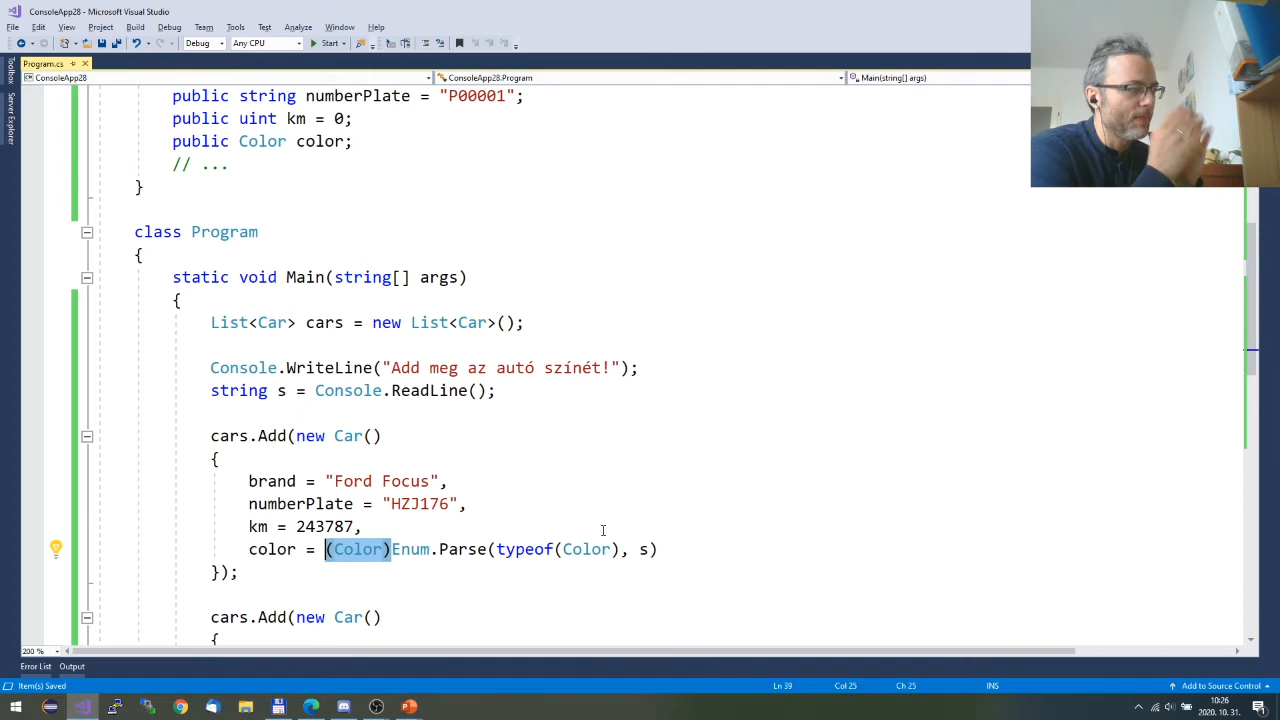 ConsoleApp28 - Microsoft Visual Studio
File Edit View Project Build Debug Team Tools Test Analyze Window Help
Debug Any CPU Start
Program.cs
ConsoleApp28 ConsoleApp28.Program Main(string[] args)
Toolbox
Server Explorer
public string numberPlate = "P00001";
public uint km = 0;
public Color color;
// ...
}
class Program
{
static void Main(string[] args)
{
List<Car> cars = new List<Car>();
Console.WriteLine("Add meg az autó színét!");
string s = Console.ReadLine();
cars.Add(new Car()
{
brand = "Ford Focus",
numberPlate = "HZJ176",
km = 243787,
color = (Color)Enum.Parse(typeof(Color), s)
});
cars.Add(new Car()
{
200 %
Error List Output
Item(s) Saved Ln 39 Col 25 Ch 25 INS Add to Source Control
10:26
2020. 10. 31.